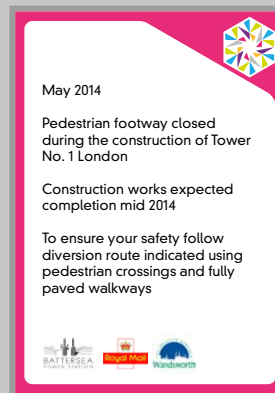 May 2014
Pedestrian footway closed
during the construction of Tower
No. 1 London
Construction works expected
completion mid 2014
To ensure your safety follow
diversion route indicated using
pedestrian crossings and fully
paved walkways
BATTERSEA
POWER STATION
Royal Mail
Wandsworth